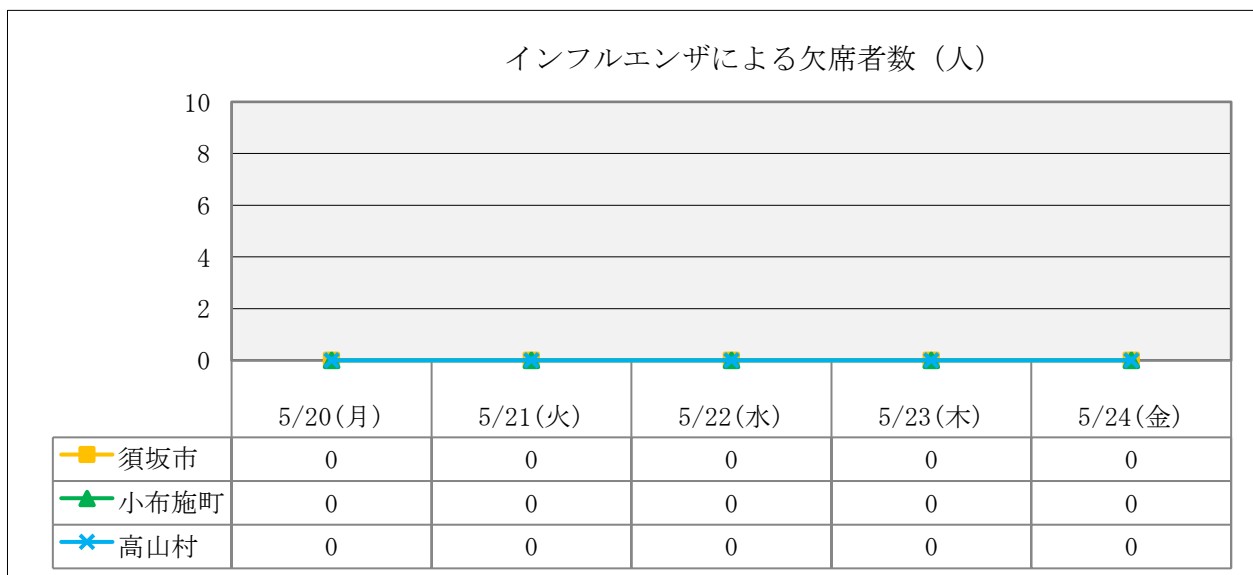 インフルエンザによる欠席者数（人）
10
8
6
4
2
0
5/20(月) 5/21(火) 5/22(水) 5/23(木) 5/24(金)
須坂市 0 0 0 0 0
小布施町 0 0 0 0 0
高山村 0 0 0 0 0